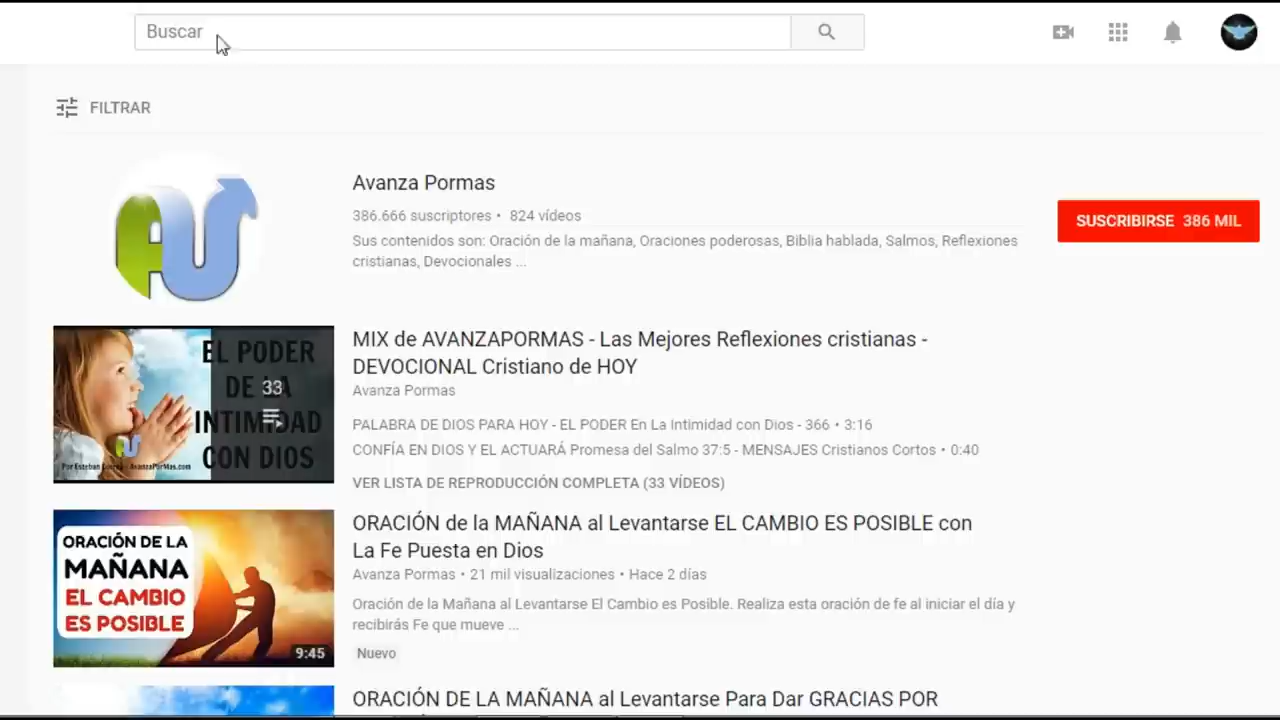 Buscar
FILTRAR
Avanza Pormas
386.666 suscriptores • 824 vídeos
SUSCRIBIRSE 386 MIL
Sus contenidos son: Oración de la mañana, Oraciones poderosas, Biblia hablada, Salmos, Reflexiones
cristianas, Devocionales ...
EL PODER
DE LA
INTIMIDAD
CON DIOS
33
MIX de AVANZAPORMAS - Las Mejores Reflexiones cristianas -
DEVOCIONAL Cristiano de HOY
Avanza Pormas
PALABRA DE DIOS PARA HOY - EL PODER En La Intimidad con Dios - 366 • 3:16
CONFÍA EN DIOS Y EL ACTUARÁ Promesa del Salmo 37:5 - MENSAJES Cristianos Cortos • 0:40
VER LISTA DE REPRODUCCIÓN COMPLETA (33 VÍDEOS)
ORACIÓN DE LA
MAÑANA
EL CAMBIO
ES POSIBLE
9:45
ORACIÓN de la MAÑANA al Levantarse EL CAMBIO ES POSIBLE con
La Fe Puesta en Dios
Avanza Pormas • 21 mil visualizaciones • Hace 2 días
Oración de la Mañana al Levantarse El Cambio es Posible. Realiza esta oración de fe al iniciar el día y
recibirás Fe que mueve ...
Nuevo
ORACIÓN DE LA MAÑANA al Levantarse Para Dar GRACIAS POR